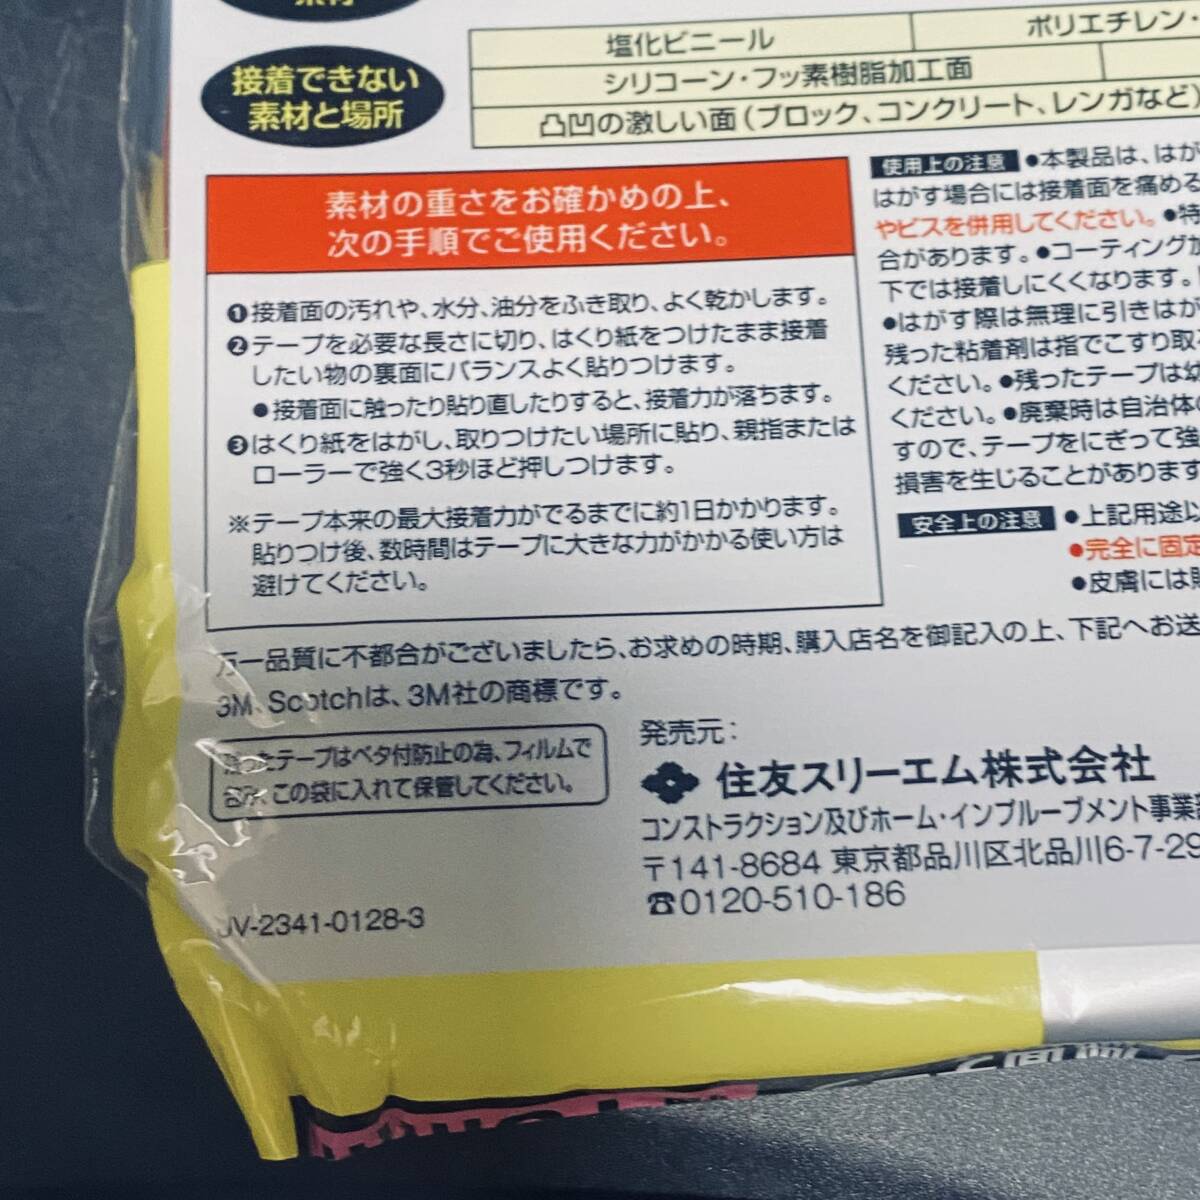 素材
接着できない
素材と場所
塩化ビニール
ポリエチレン・
シリコーン・フッ素樹脂加工面
凸凹の激しい面(ブロック、コンクリート、レンガなど)
素材の重さをお確かめの上、
次の手順でご使用ください。
❶接着面の汚れや、水分、油分をふき取り、よく乾かします。
❷テープを必要な長さに切り、はくり紙をつけたまま接着
したい物の裏面にバランスよく貼りつけます。
●接着面に触ったり貼り直したりすると、接着力が落ちます。
❸はくり紙をはがし、取りつけたい場所に貼り、親指または
ローラーで強く3秒ほど押しつけます。
※テープ本来の最大接着力がでるまでに約1日かかります。
貼りつけ後、数時間はテープに大きな力がかかる使い方は
避けてください。
使用上の注意 ●本製品は、はが
はがす場合には接着面を痛める
やビスを併用してください。●特
合があります。●コーティングが
下では接着しにくくなります。
●はがす際は無理に引きはが
残った粘着剤は指でこすり取
ください。●残ったテープは幼
ください。●廃棄時は自治体の
すので、テープをにぎって強
損害を生じることがあります
安全上の注意 ●上記用途以
●完全に固定
●皮膚には貼
万一品質に不都合がございましたら、お求めの時期、購入店名を御記入の上、下記へお送
3M、Scotchは、3M社の商標です。
残ったテープはベタ付防止の為、フィルムで
この袋に入れて保管してください。
発売元:
住友スリーエム株式会社
コンストラクション及びホーム・インプルーブメント事業部
〒141-8684 東京都品川区北品川6-7-29
☎0120-510-186
JV-2341-0128-3